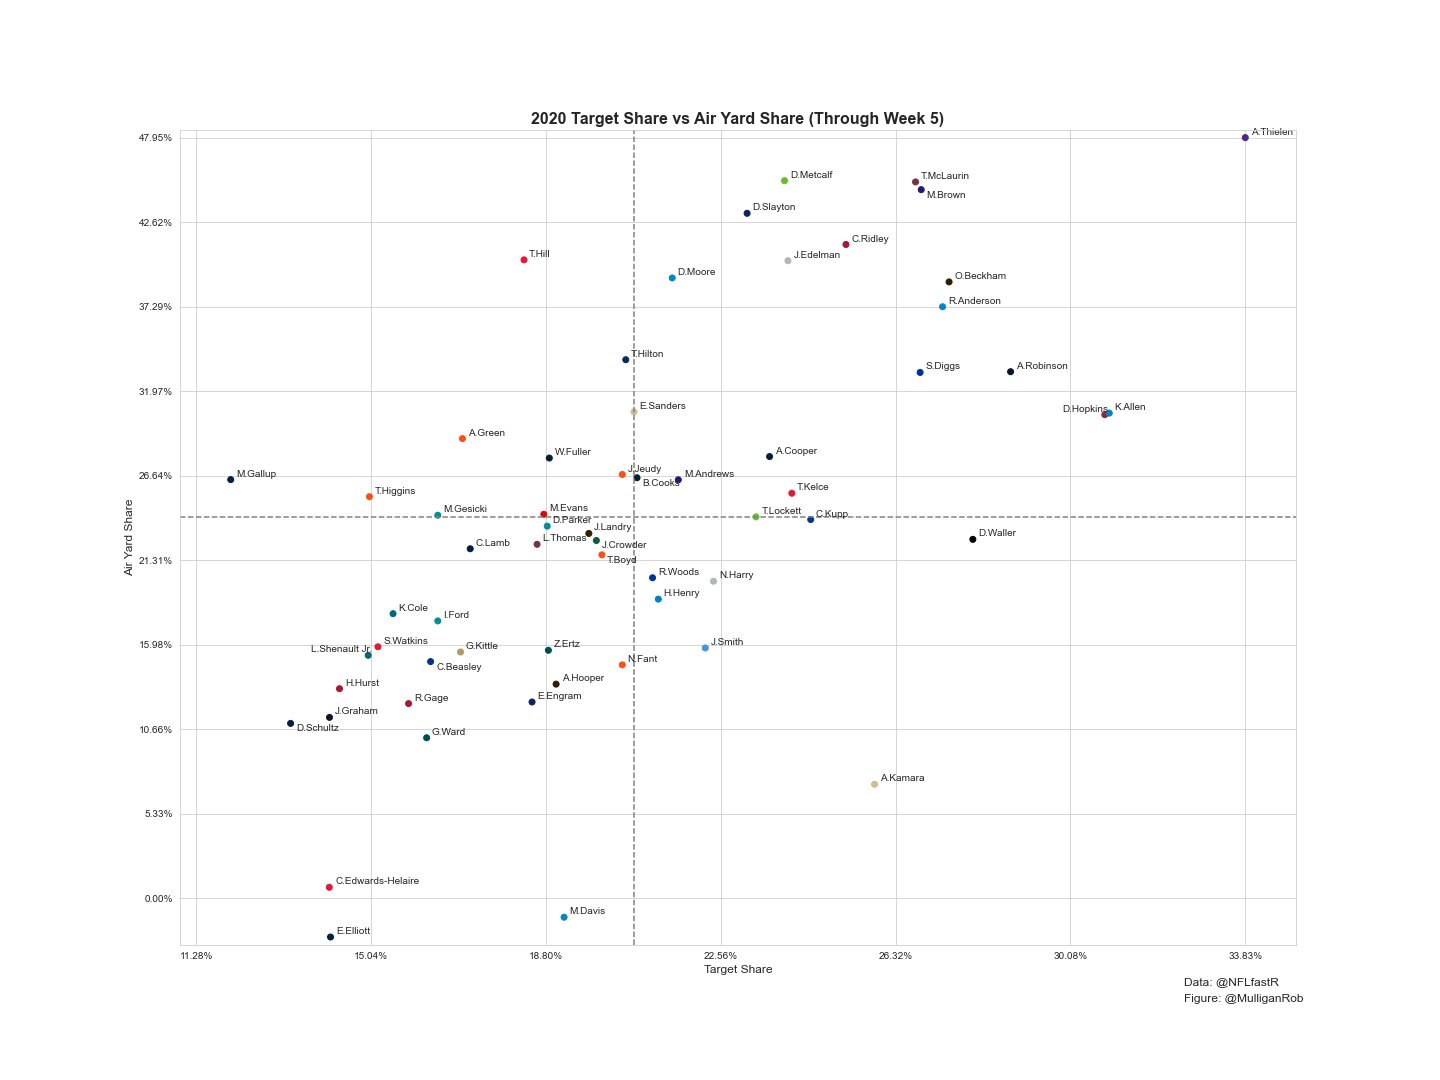 2020 Target Share vs Air Yard Share (Through Week 5)
47.95%
A.Thielen
D.Metcalf
T.McLaurin
M.Brown
D.Slayton
42.62%
C.Ridley
T.Hill
J.Edelman
D.Moore
O.Beckham
R.Anderson
37.29%
T.Hilton
S.Diggs
A.Robinson
31.97%
E.Sanders
D.Hopkins
K.Allen
A.Green
W.Fuller
A.Cooper
M.Gallup
26.64%
J.Jeudy
M.Andrews
B.Cooks
T.Higgins
T.Kelce
M.Gesicki
M.Evans
T.Lockett
C.Kupp
D.Parker
J.Landry
D.Waller
C.Lamb
L.Thomas
J.Crowder
T.Boyd
21.31%
R.Woods
N.Harry
H.Henry
K.Cole
I.Ford
S.Watkins
15.98%
L.Shenault Jr.
G.Kittle
Z.Ertz
J.Smith
C.Beasley
N.Fant
H.Hurst
A.Hooper
R.Gage
E.Engram
J.Graham
D.Schultz
10.66%
G.Ward
A.Kamara
5.33%
C.Edwards-Helaire
0.00%
M.Davis
E.Elliott
Air Yard Share
11.28%
15.04%
18.80%
22.56%
26.32%
30.08%
33.83%
Target Share
Data: @NFLfastR
Figure: @MulliganRob